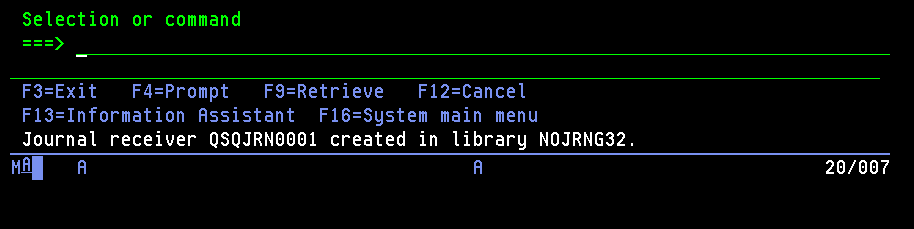 Selection or command
===>
F3=Exit   F4=Prompt   F9=Retrieve   F12=Cancel
F13=Information Assistant  F16=System main menu
Journal receiver QSQJRN0001 created in library NOJRNG32.
MA    A                                        A                                 20/007